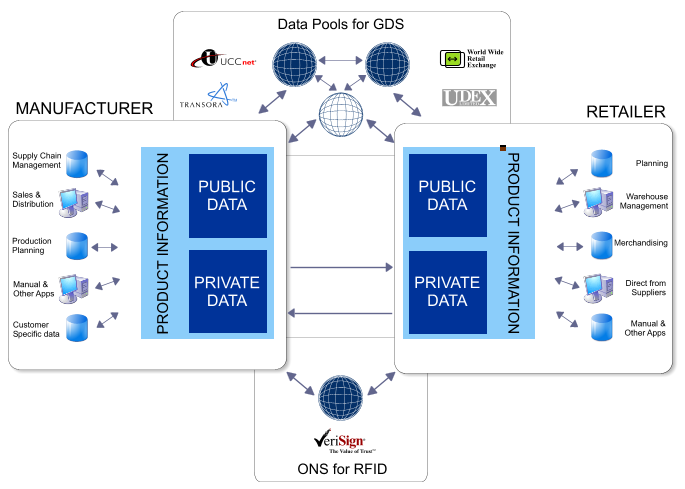 Data Pools for GDS
UCCnet
World Wide
Retail
Exchange
TRANSORA
UDEX
MANUFACTURER
RETAILER
Supply Chain
Management
Sales &
Distribution
Production
Planning
Manual &
Other Apps
Customer
Specific data
PRODUCT INFORMATION
PUBLIC
DATA
PRIVATE
DATA
PUBLIC
DATA
PRIVATE
DATA
PRODUCT INFORMATION
Planning
Warehouse
Management
Merchandising
Direct from
Suppliers
Manual &
Other Apps
VeriSign
The Value of Trust
ONS for RFID